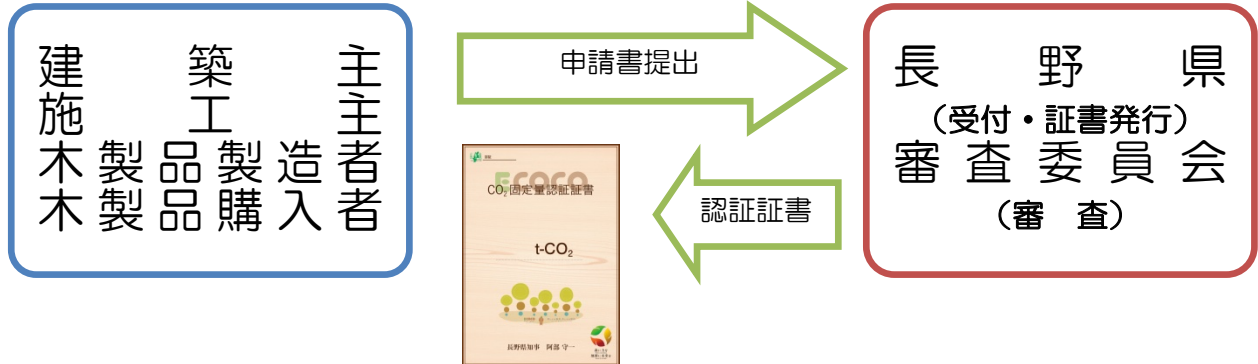 建築主
施工主
木製品製造者
木製品購入者
申請書提出
長野県
（受付・証書発行）
審査委員会
（審 査）
認証証書
CO₂固定量認証証書
t-CO₂
長野県知事 阿部 守一